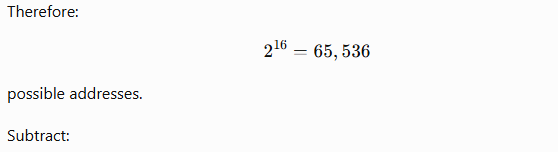 Therefore:
2^16 = 65,536
possible addresses.
Subtract: